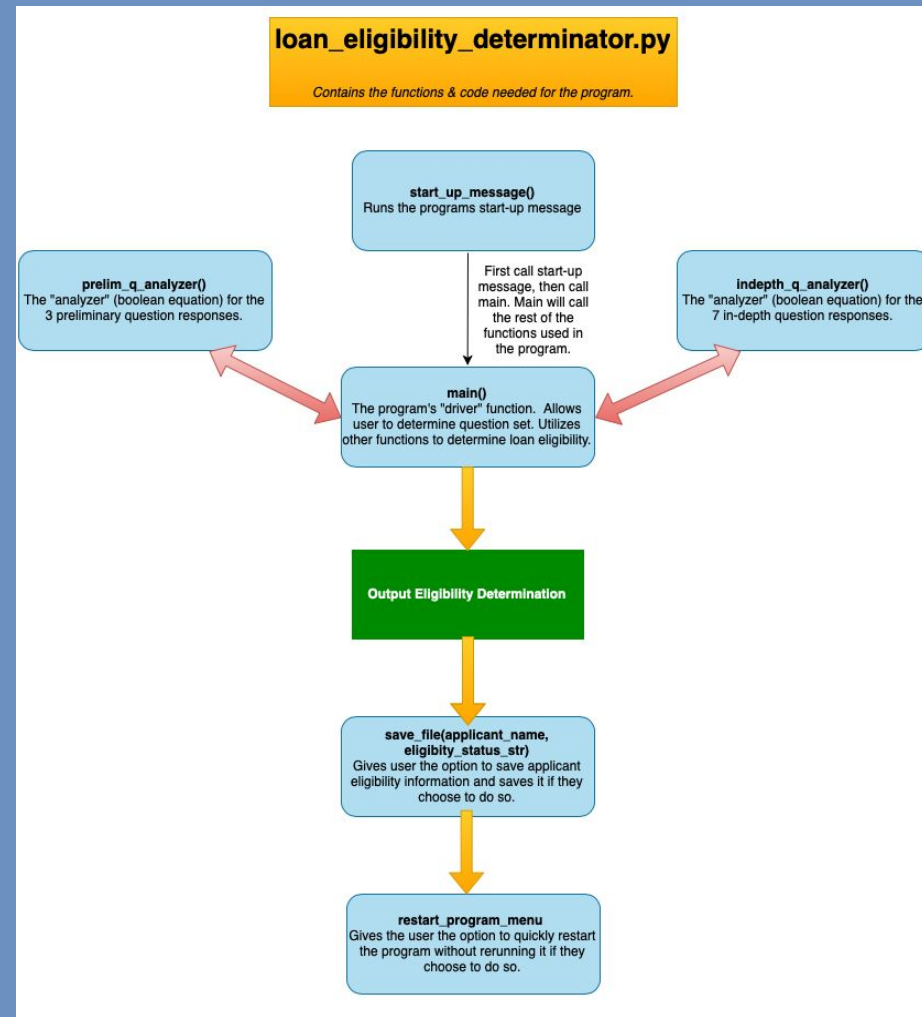 loan_eligibility_determinator.py
Contains the functions & code needed for the program.
start_up_message()
Runs the programs start-up message
First call start-up
message, then call
main. Main will call
the rest of the
functions used in
the program.
prelim_q_analyzer()
The "analyzer" (boolean equation) for the
3 preliminary question responses.
indepth_q_analyzer()
The "analyzer" (boolean equation) for the
7 in-depth question responses.
main()
The program's "driver" function. Allows
user to determine question set. Utilizes
other functions to determine loan eligibility.
Output Eligibility Determination
save_file(applicant_name,
eligibity_status_str)
Gives user the option to save applicant
eligibility information and saves it if they
choose to do so.
restart_program_menu
Gives the user the option to quickly restart
the program without rerunning it if they
choose to do so.